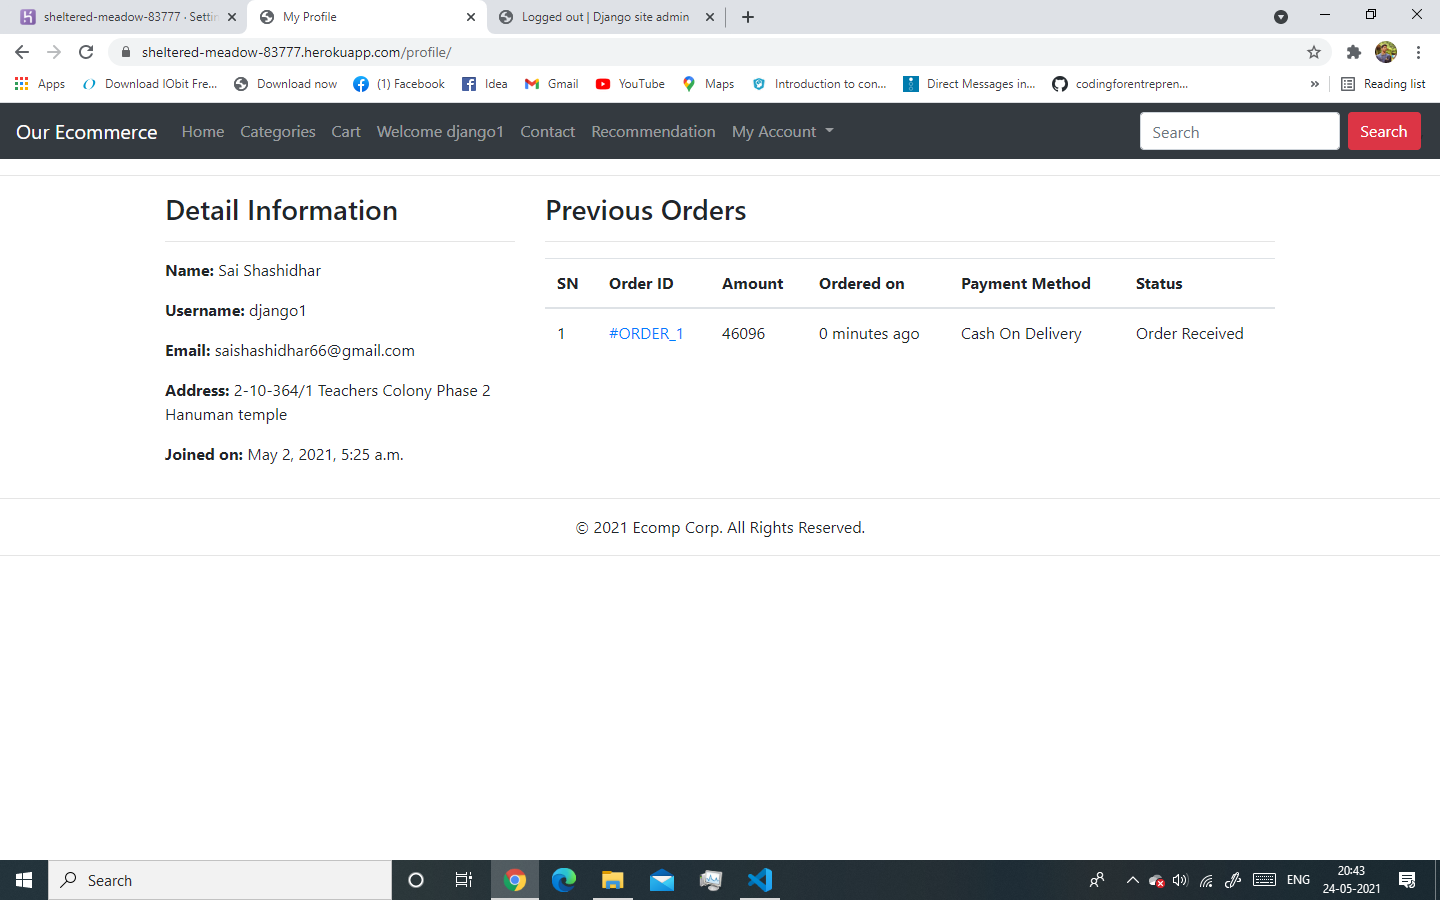 sheltered-meadow-83777 · Settin
My Profile
Logged out | Django site admin
sheltered-meadow-83777.herokuapp.com/profile/
Apps
Download IObit Fre...
Download now
(1) Facebook
Idea
Gmail
YouTube
Maps
Introduction to con...
Direct Messages in...
codingforentrepren...
»
Reading list
Our Ecommerce
Home
Categories
Cart
Welcome django1
Contact
Recommendation
My Account
Search
Search
Detail Information
Name: Sai Shashidhar
Username: django1
Email: saishashidhar66@gmail.com
Address: 2-10-364/1 Teachers Colony Phase 2
Hanuman temple
Joined on: May 2, 2021, 5:25 a.m.
Previous Orders
SN Order ID Amount Ordered on Payment Method Status
1 #ORDER_1 46096 0 minutes ago Cash On Delivery Order Received
© 2021 Ecomp Corp. All Rights Reserved.
Search
ENG
20:43
24-05-2021